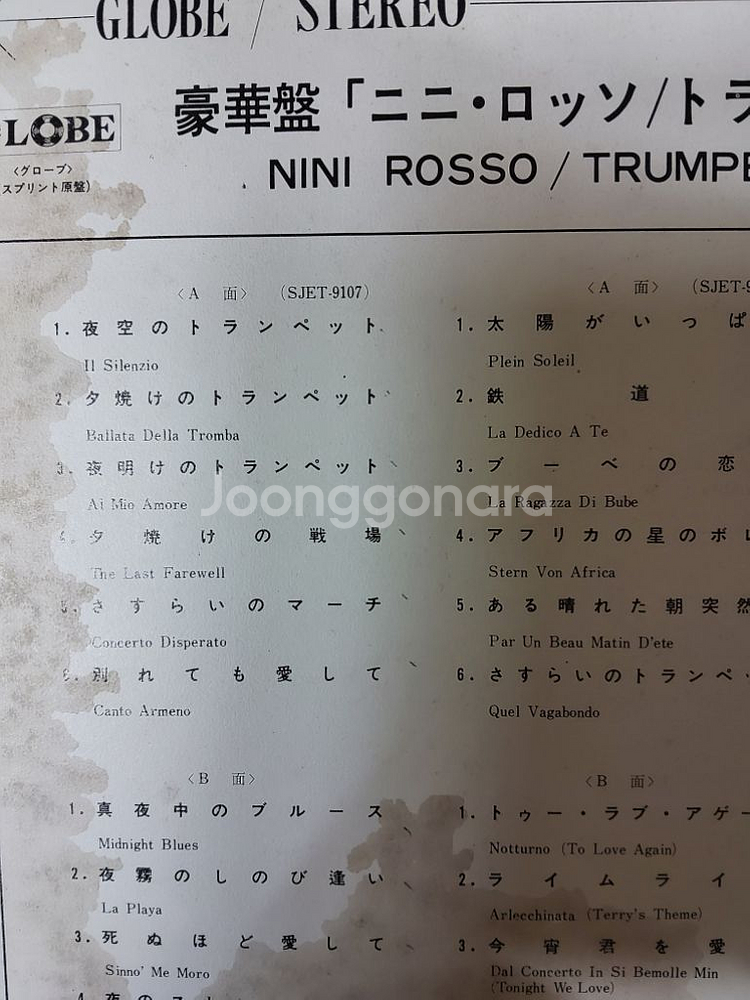 GLOBE / STEREO
豪華盤「ニニ・ロッソ/トラ
GLOBE
NINI ROSSO / TRUMPE
〈グローブ〉
スプリント原盤)
〈A 面〉 (SJET-9107)
1. 夜空のトランペット
Il Silenzio
2. 夕焼けのトランペット
Ballata Della Tromba
3. 夜明けのトランペット
Ai Mio Amore
4. 夕焼けの戦場
The Last Farewell
5. さすらいのマーチ
Concerto Disperato
6. 別れても愛して
Canto Armeno
〈B 面〉
1. 真夜中のブルース
Midnight Blues
2. 夜霧のしのび逢い
La Playa
3. 死ぬほど愛して
Sinno' Me Moro
4. 夜の
〈A 面〉 (SJET-9
1. 太陽がいっぱ
Plein Soleil
2. 鉄道
La Dedico A Te
3. ブーベの恋
La Ragazza Di Bube
4. アフリカの星のボレ
Stern Von Africa
5. ある晴れた朝突然
Par Un Beau Matin D'ete
6. さすらいのトランペ
Quel Vagabondo
〈B 面〉
1. トゥー・ラブ・アゲー
Notturno (To Love Again)
2. ライムライ
Arlecchinata (Terry's Theme)
3. 今宵君を愛
Dal Concerto In Si Bemolle Min
(Tonight We Love)
Joonggonara